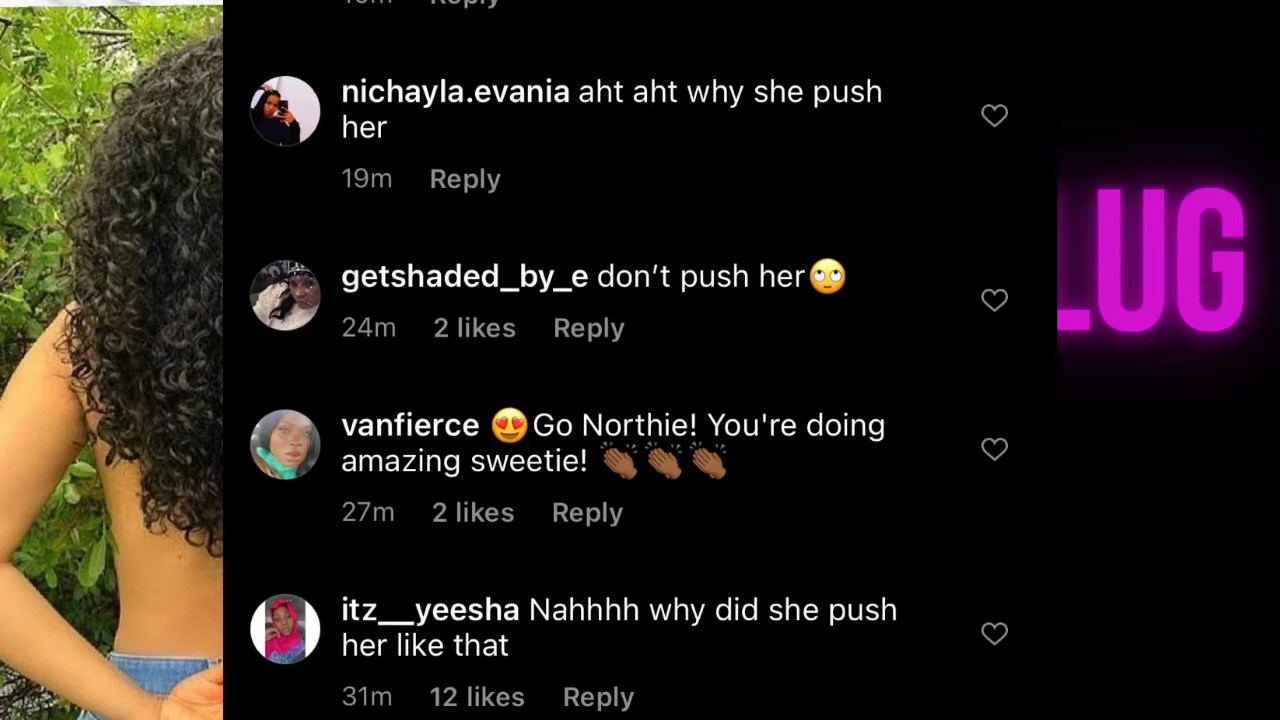 Reply
nichayla.evania aht aht why she push
her
19m Reply
getshaded_by_e don’t push her🙄
24m 2 likes Reply
vanfierce 😍Go Northie! You're doing
amazing sweetie! 👏🏾👏🏾👏🏾
27m 2 likes Reply
itz__yeesha Nahhhh why did she push
her like that
31m 12 likes Reply
LUG